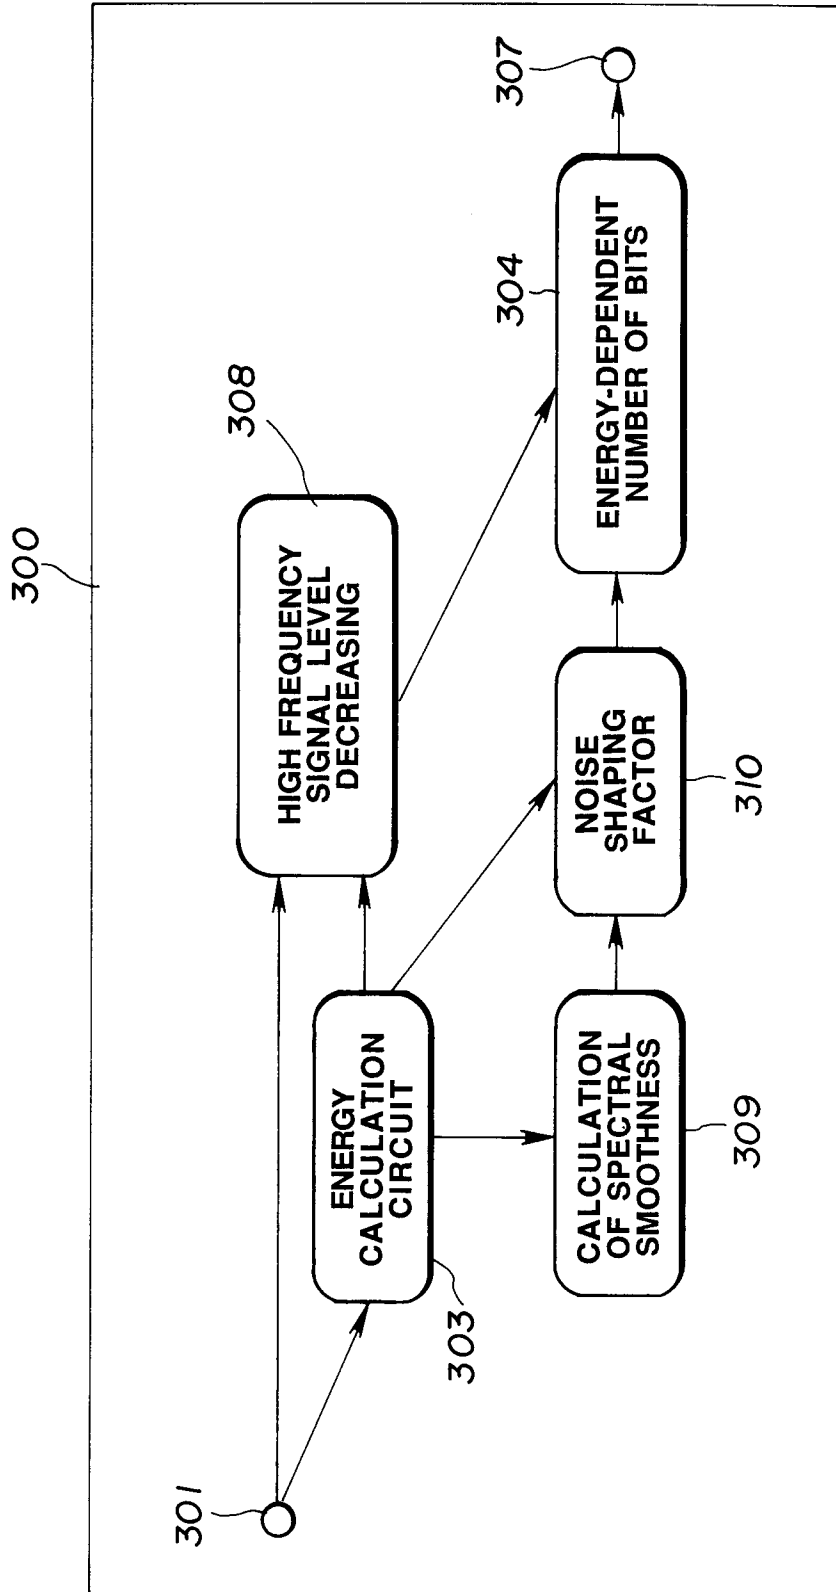 300
301
303
ENERGY
CALCULATION
CIRCUIT
308
HIGH FREQUENCY
SIGNAL LEVEL
DECREASING
309
CALCULATION
OF SPECTRAL
SMOOTHNESS
310
NOISE
SHAPING
FACTOR
304
ENERGY-DEPENDENT
NUMBER OF BITS
307